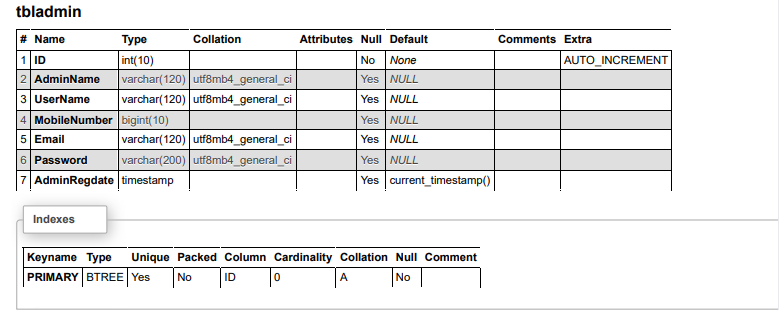 tbladmin
# Name Type Collation Attributes Null Default Comments Extra
1 ID int(10) No None AUTO_INCREMENT
2 AdminName varchar(120) utf8mb4_general_ci Yes NULL
3 UserName varchar(120) utf8mb4_general_ci Yes NULL
4 MobileNumber bigint(10) Yes NULL
5 Email varchar(120) utf8mb4_general_ci Yes NULL
6 Password varchar(200) utf8mb4_general_ci Yes NULL
7 AdminRegdate timestamp Yes current_timestamp()
Indexes
Keyname Type Unique Packed Column Cardinality Collation Null Comment
PRIMARY BTREE Yes No ID 0 A No